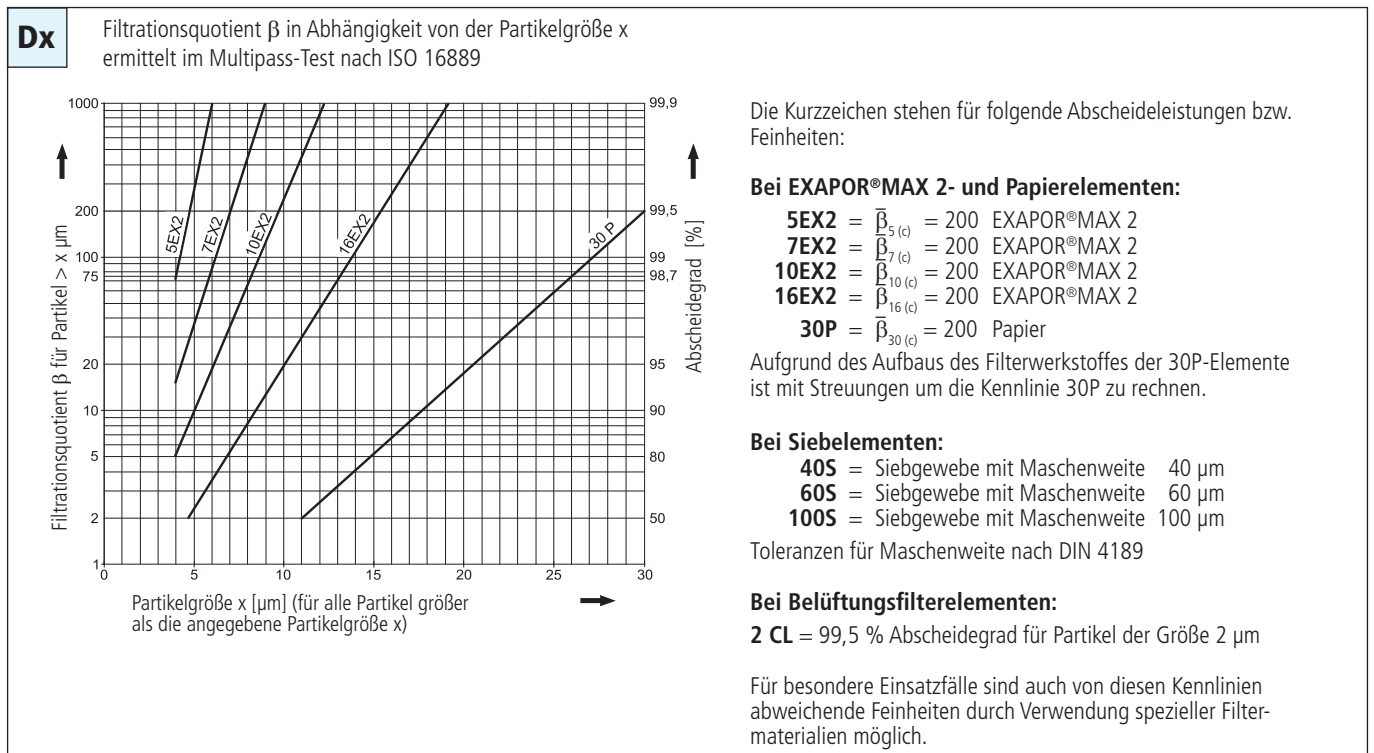 Dx
Filtrationsquotient β in Abhängigkeit von der Partikelgröße x
ermittelt im Multipass-Test nach ISO 16889
Filtrationsquotient β für Partikel > x µm
1000
200
100
75
20
10
5
2
1
0
5
10
15
20
25
30
5EX2
7EX2
10EX2
16EX2
30 P
99,9
99,5
99
98,7
95
90
80
50
Abscheidegrad [%]
Partikelgröße x [µm] (für alle Partikel größer
als die angegebene Partikelgröße x)
Die Kurzzeichen stehen für folgende Abscheideleistungen bzw.
Feinheiten:
Bei EXAPOR®MAX 2- und Papierelementen:
5EX2 = β̅5 (c) = 200 EXAPOR®MAX 2
7EX2 = β̅7 (c) = 200 EXAPOR®MAX 2
10EX2 = β̅10 (c) = 200 EXAPOR®MAX 2
16EX2 = β̅16 (c) = 200 EXAPOR®MAX 2
30P = β̅30 (c) = 200 Papier
Aufgrund des Aufbaus des Filterwerkstoffes der 30P-Elemente
ist mit Streuungen um die Kennlinie 30P zu rechnen.
Bei Siebelementen:
40S = Siebgewebe mit Maschenweite 40 µm
60S = Siebgewebe mit Maschenweite 60 µm
100S = Siebgewebe mit Maschenweite 100 µm
Toleranzen für Maschenweite nach DIN 4189
Bei Belüftungsfilterelementen:
2 CL = 99,5 % Abscheidegrad für Partikel der Größe 2 µm
Für besondere Einsatzfälle sind auch von diesen Kennlinien
abweichende Feinheiten durch Verwendung spezieller Filter-
materialien möglich.